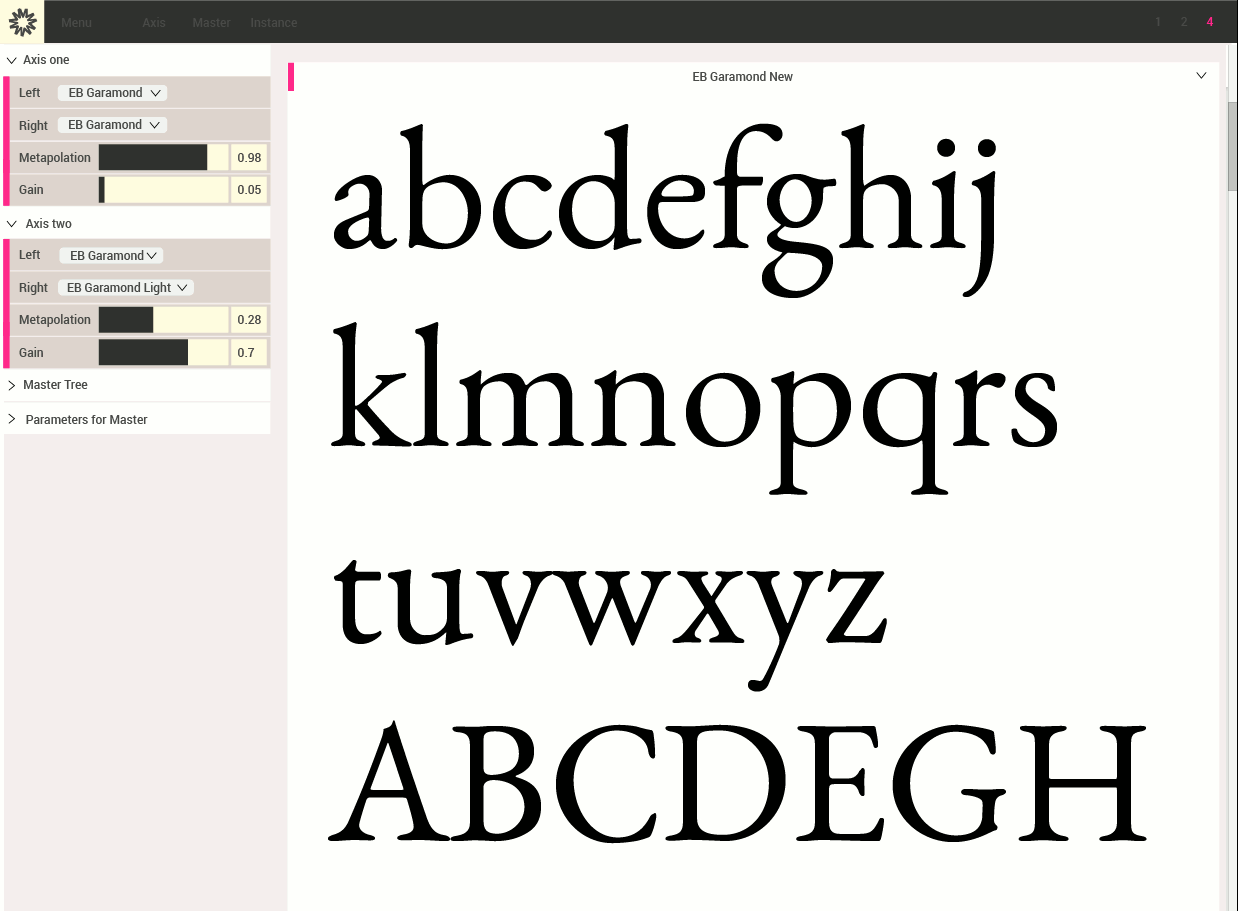 Menu Axis Master Instance 1 2 4
Axis one
Left EB Garamond
Right EB Garamond
Metapolation 0.98
Gain 0.05
Axis two
Left EB Garamond
Right EB Garamond Light
Metapolation 0.28
Gain 0.7
Master Tree
Parameters for Master
EB Garamond New
abcdefghij
klmnopqrs
tuvwxyz
ABCDEGH